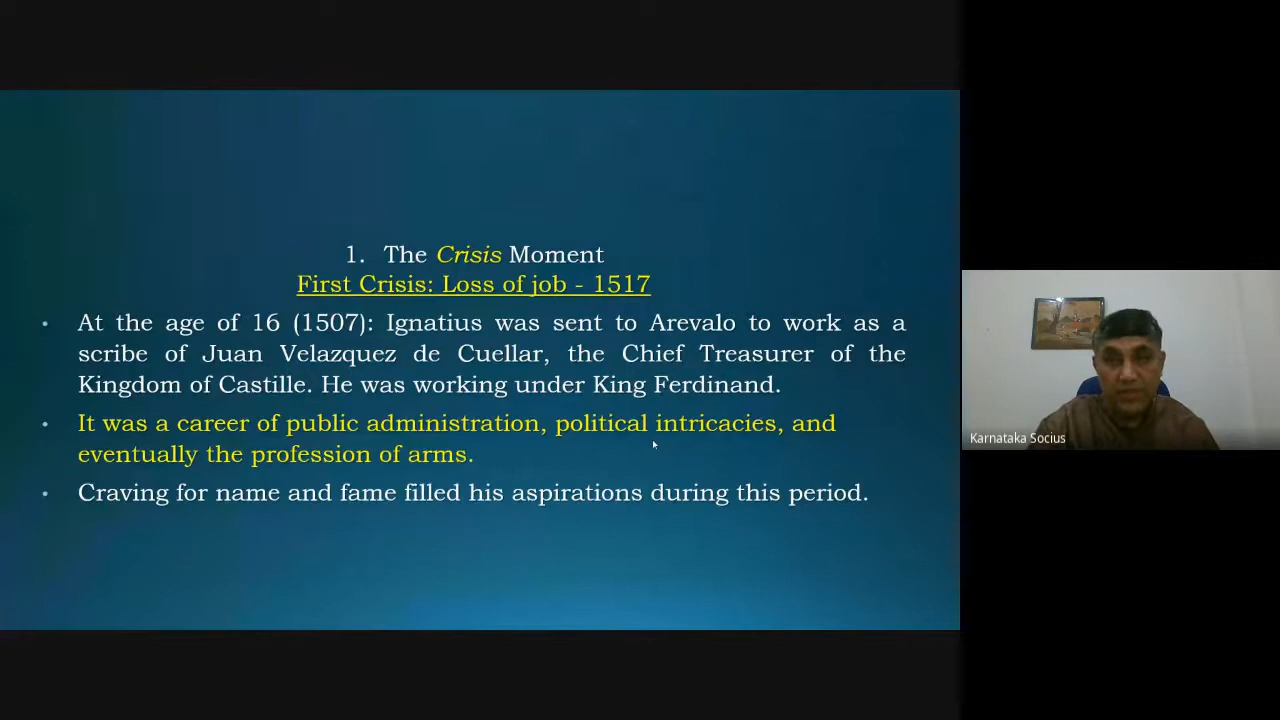 1. The Crisis Moment
First Crisis: Loss of job - 1517
• At the age of 16 (1507): Ignatius was sent to Arevalo to work as a
scribe of Juan Velazquez de Cuellar, the Chief Treasurer of the
Kingdom of Castille. He was working under King Ferdinand.
• It was a career of public administration, political intricacies, and
eventually the profession of arms.
• Craving for name and fame filled his aspirations during this period.
Karnataka Socius